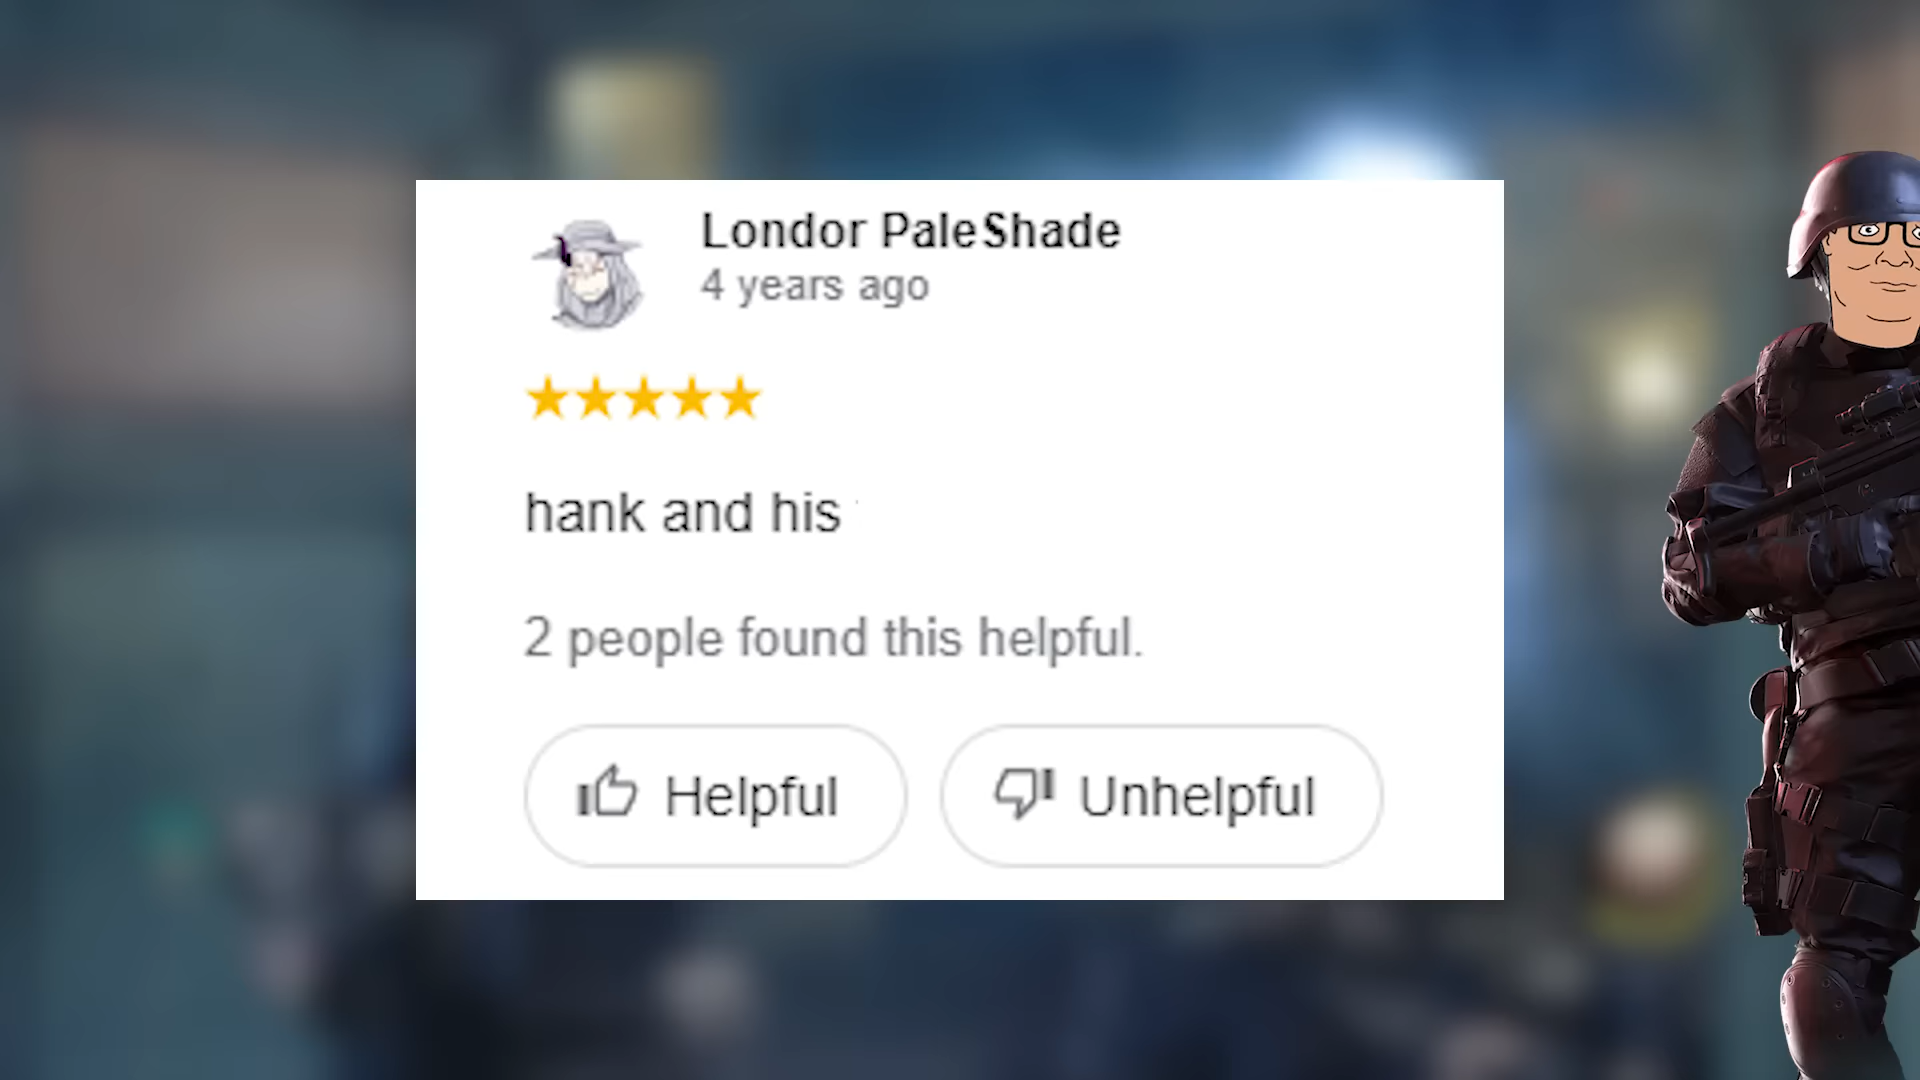 Londor PaleShade
4 years ago
hank and his
2 people found this helpful.
Helpful
Unhelpful